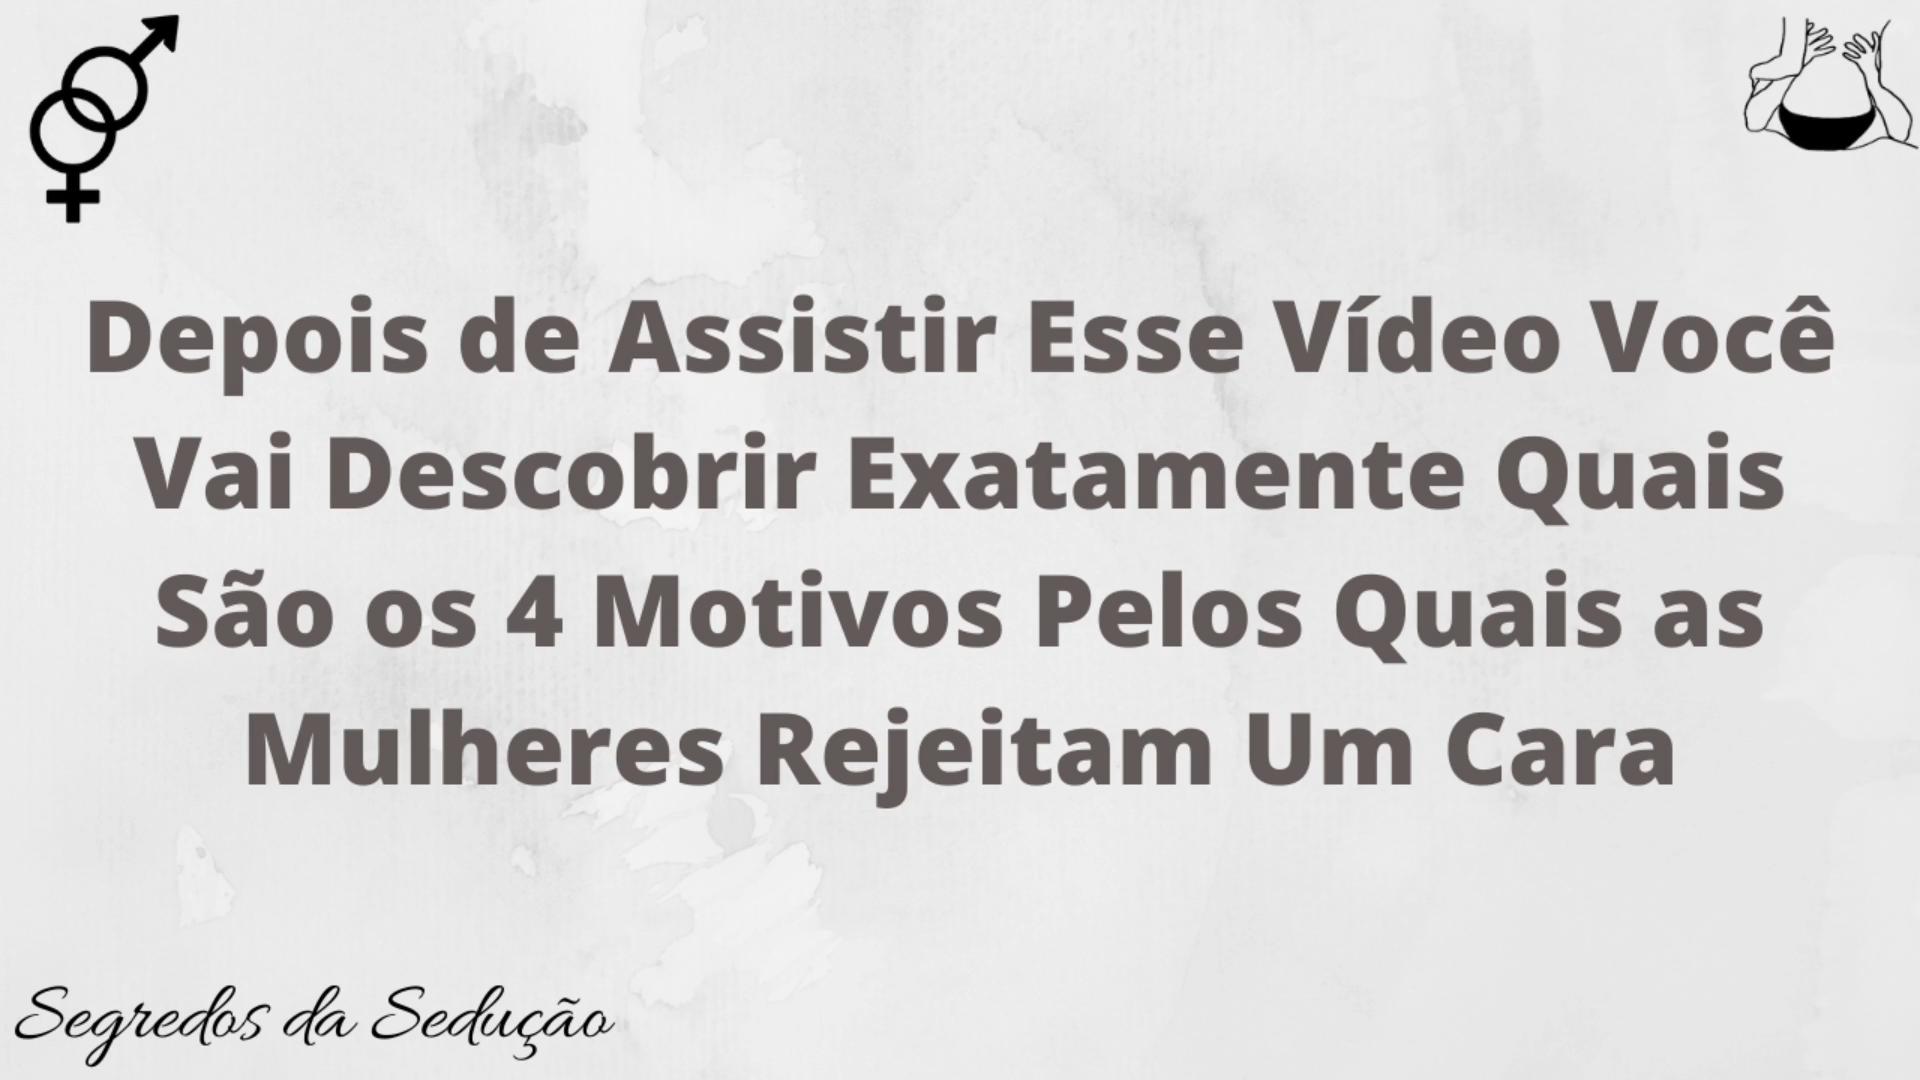 Depois de Assistir Esse Vídeo Você
Vai Descobrir Exatamente Quais
São os 4 Motivos Pelos Quais as
Mulheres Rejeitam Um Cara
Segredos da Sedução